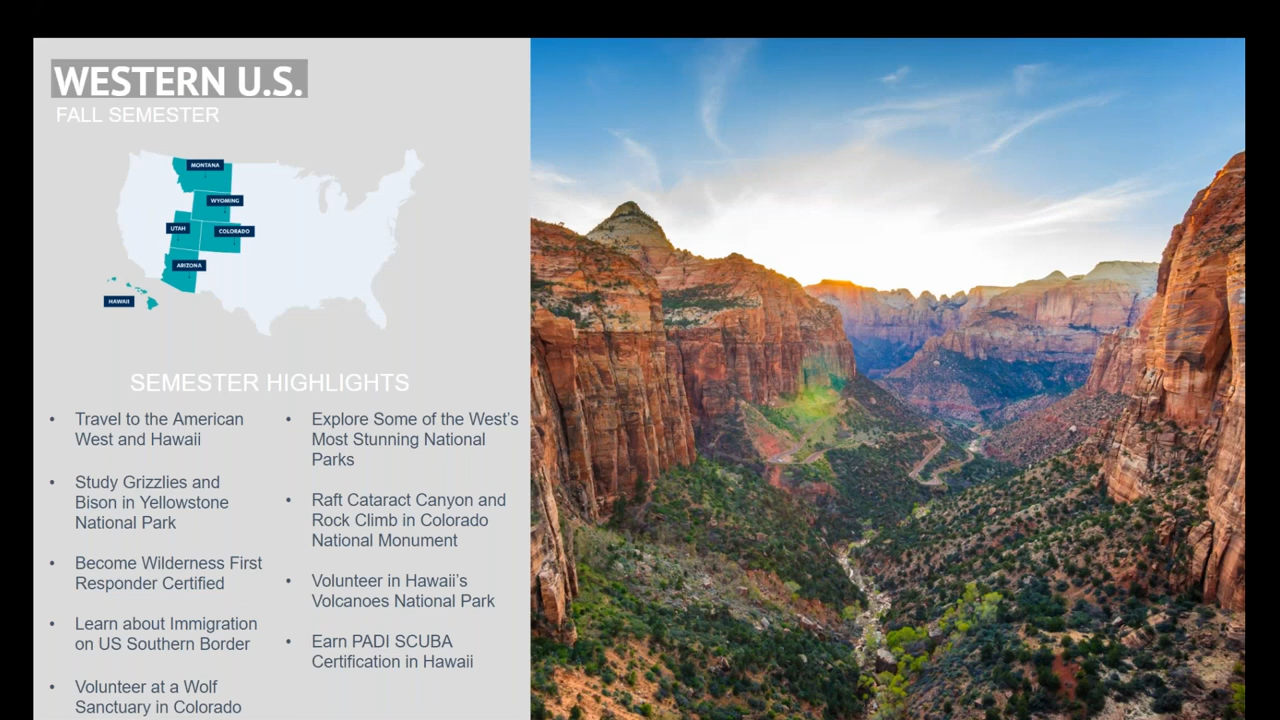 WESTERN U.S.
FALL SEMESTER
MONTANA
WYOMING
UTAH
COLORADO
ARIZONA
HAWAII
SEMESTER HIGHLIGHTS
• Travel to the American
West and Hawaii
• Study Grizzlies and
Bison in Yellowstone
National Park
• Become Wilderness First
Responder Certified
• Learn about Immigration
on US Southern Border
• Volunteer at a Wolf
Sanctuary in Colorado
• Explore Some of the West's
Most Stunning National
Parks
• Raft Cataract Canyon and
Rock Climb in Colorado
National Monument
• Volunteer in Hawaii's
Volcanoes National Park
• Earn PADI SCUBA
Certification in Hawaii